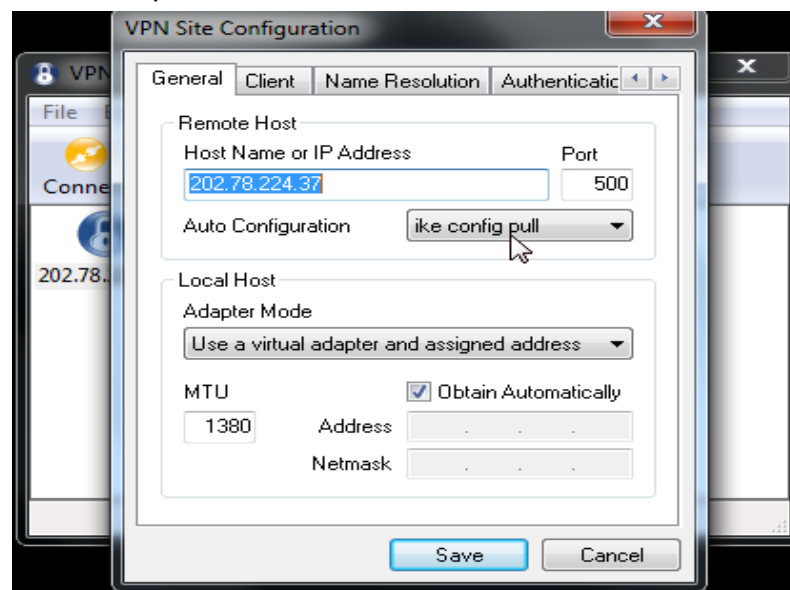 VPN Site Configuration
VPN
File
Conne
202.78.
General
Client
Name Resolution
Authenticatic
Remote Host
Host Name or IP Address
Port
202.78.224.37
500
Auto Configuration
ike config pull
Local Host
Adapter Mode
Use a virtual adapter and assigned address
MTU
Obtain Automatically
1380
Address
. . .
Netmask
. . .
Save
Cancel